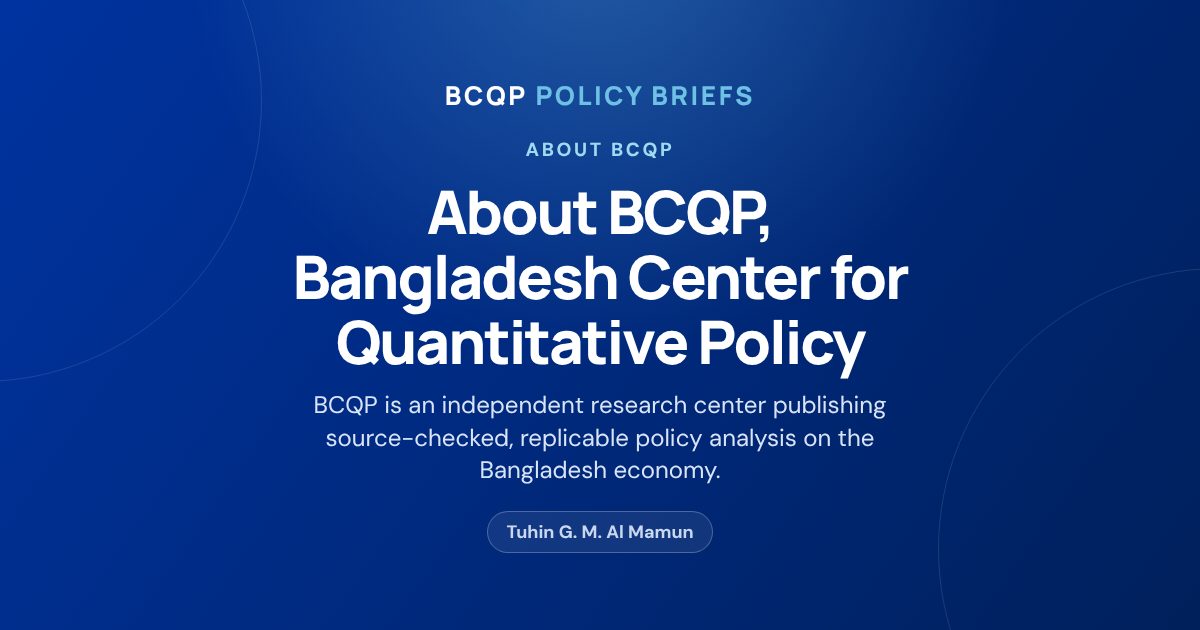 BCQP POLICY BRIEFS
ABOUT BCQP
About BCQP,
Bangladesh Center for
Quantitative Policy
BCQP is an independent research center publishing
source-checked, replicable policy analysis on the
Bangladesh economy.
Tuhin G. M. Al Mamun